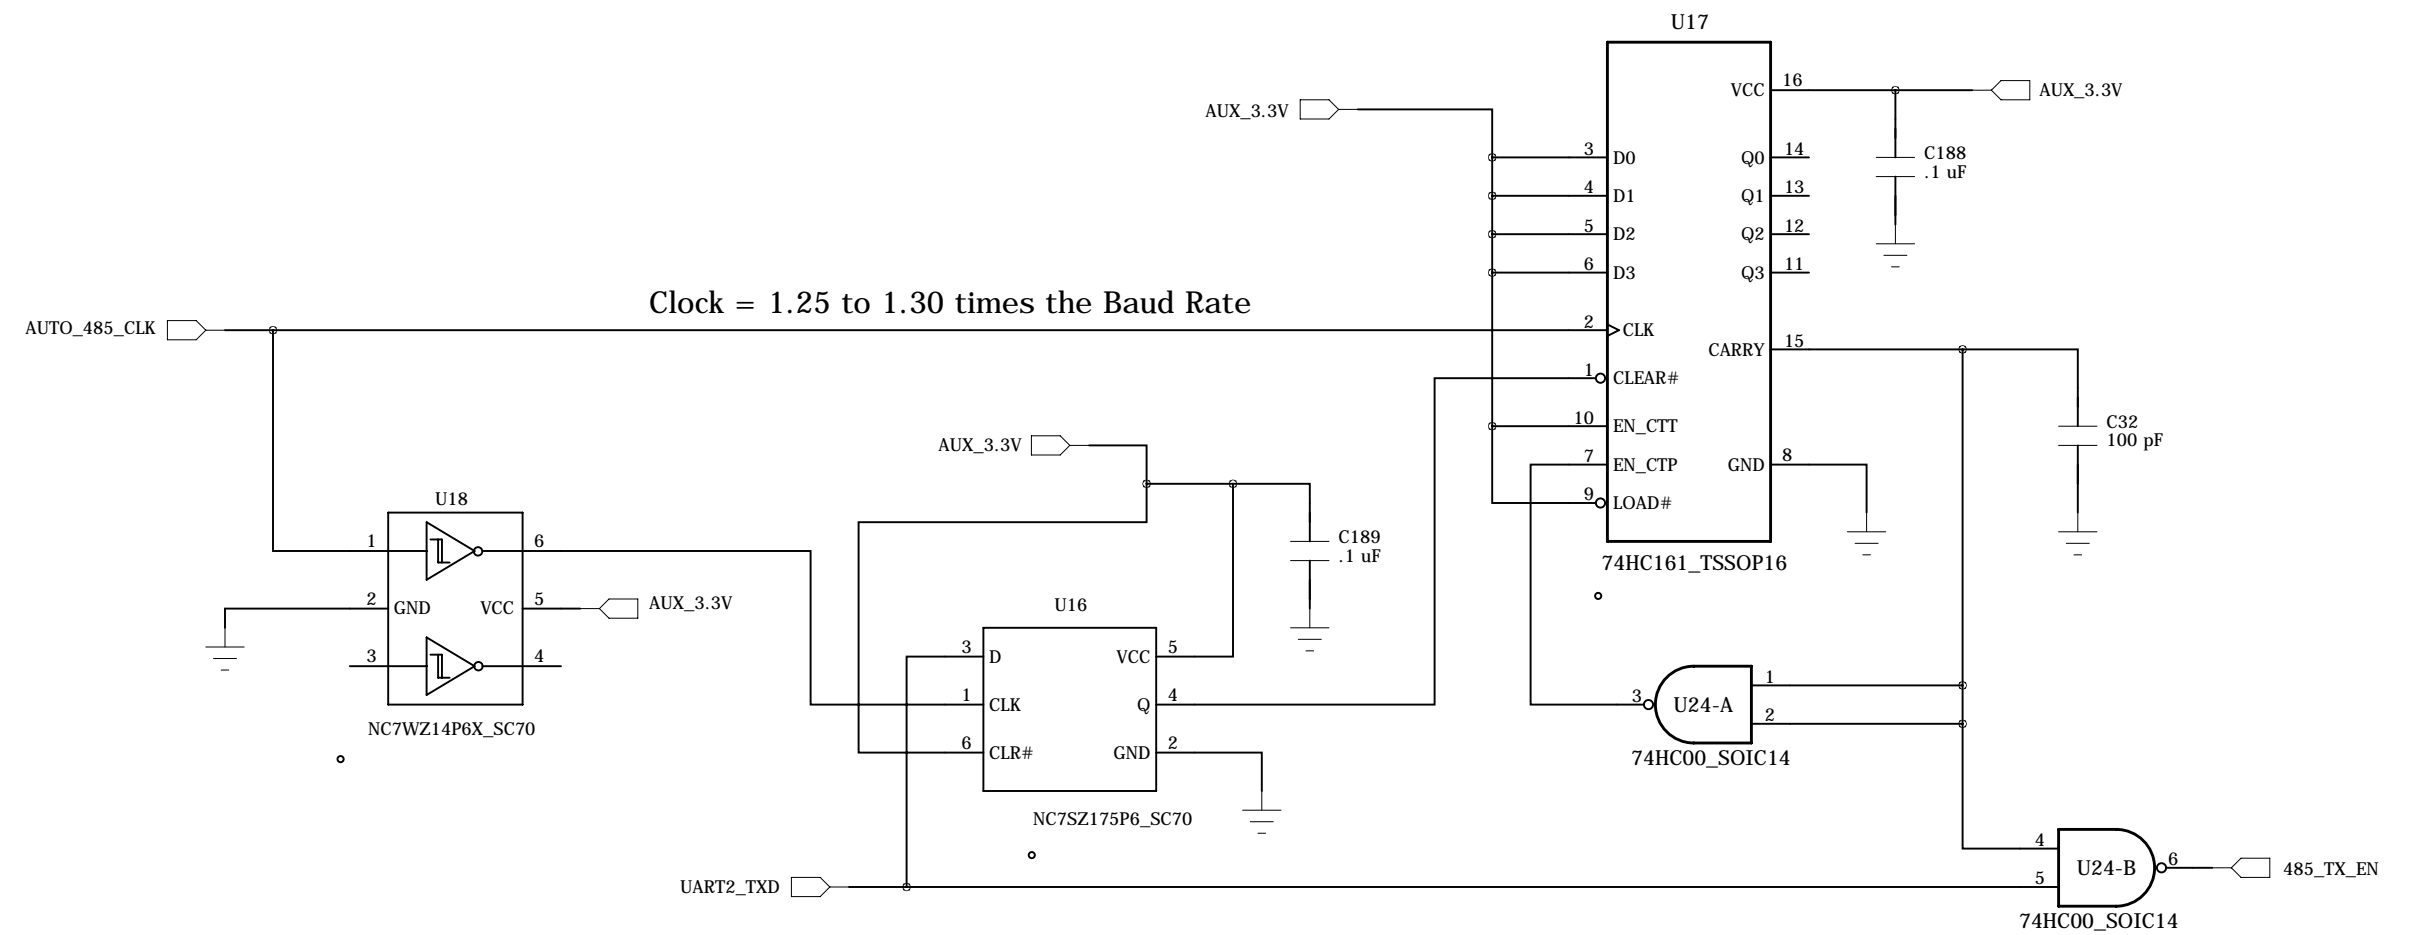 U17
VCC
16
AUX_3.3V
AUX_3.3V
3
D0
Q0
14
C188
.1 uF
4
D1
Q1
13
5
D2
Q2
12
6
D3
Q3
11
Clock = 1.25 to 1.30 times the Baud Rate
AUTO_485_CLK
2
CLK
CARRY
15
1
CLEAR#
10
EN_CTT
C32
100 pF
AUX_3.3V
7
EN_CTP
GND
8
9
LOAD#
U18
1
6
C189
.1 uF
74HC161_TSSOP16
2
GND
VCC
5
AUX_3.3V
U16
3
4
3
D
VCC
5
1
CLK
Q
4
6
CLR#
GND
2
NC7WZ14P6X_SC70
3
U24-A
1
2
74HC00_SOIC14
NC7SZ175P6_SC70
UART2_TXD
4
5
U24-B
6
485_TX_EN
74HC00_SOIC14